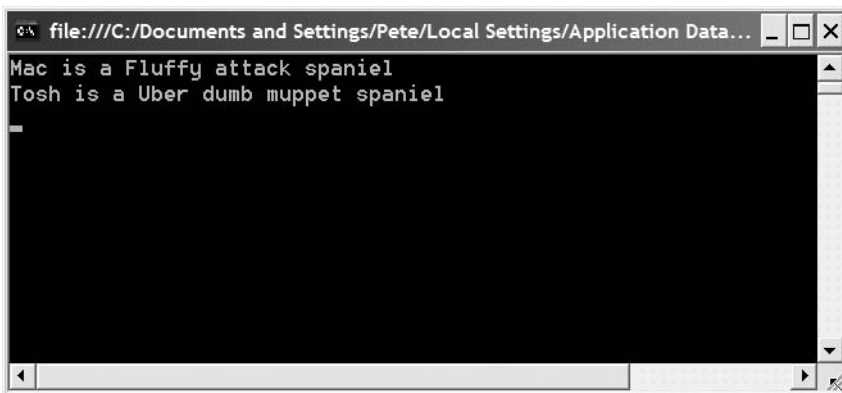 file:///C:/Documents and Settings/Pete/Local Settings/Application Data...
Mac is a Fluffy attack spaniel
Tosh is a Uber dumb muppet spaniel